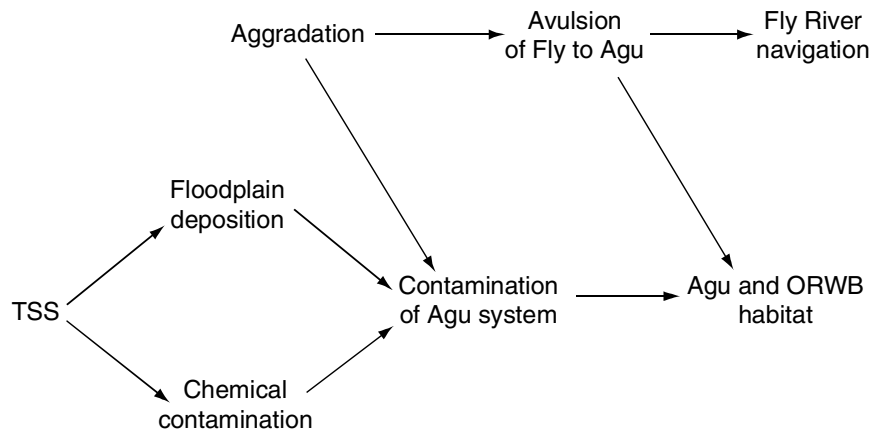 Aggradation
Avulsion
of Fly to Agu
Fly River
navigation
Floodplain
deposition
Contamination
of Agu system
Agu and ORWB
habitat
TSS
Chemical
contamination